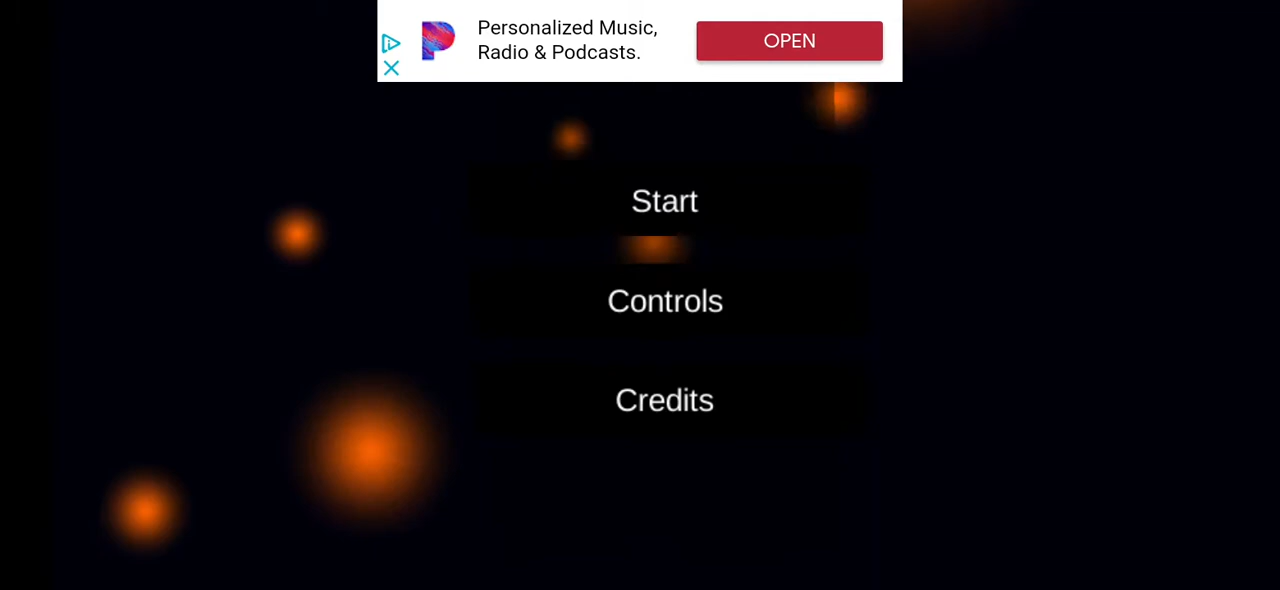 Personalized Music,
Radio & Podcasts.
OPEN
Start
Controls
Credits